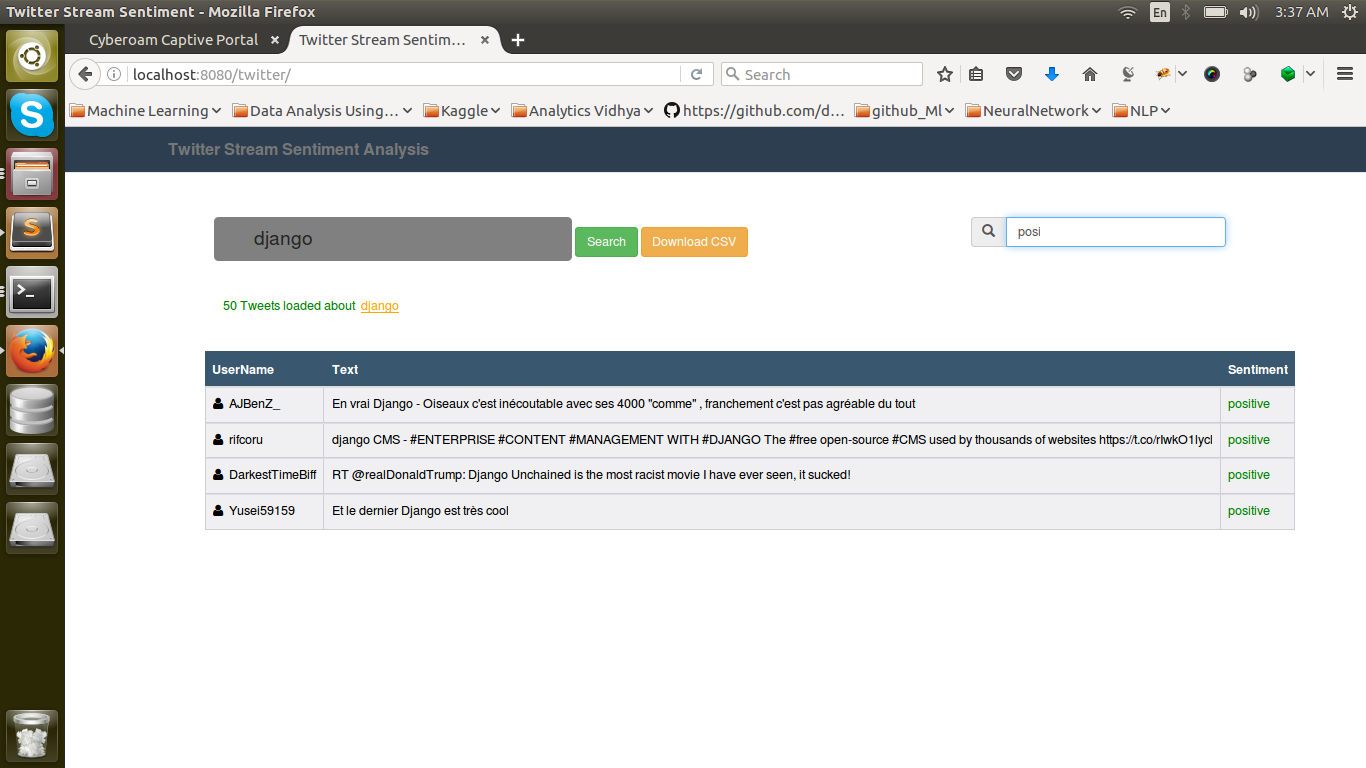 Twitter Stream Sentiment - Mozilla Firefox En 3:37 AM
Cyberoam Captive Portal × Twitter Stream Sentim... ×
localhost:8080/twitter/ Search
Machine Learning Data Analysis Using... Kaggle Analytics Vidhya https://github.com/d... github_Ml NeuralNetwork NLP
Twitter Stream Sentiment Analysis
django Search Download CSV posi
50 Tweets loaded about django
UserName Text Sentiment
AJBenZ_ En vrai Django - Oiseaux c'est inécoutable avec ses 4000 "comme" , franchement c'est pas agréable du tout positive
rifcoru django CMS - #ENTERPRISE #CONTENT #MANAGEMENT WITH #DJANGO The #free open-source #CMS used by thousands of websites positive
DarkestTimeBiff RT @realDonaldTrump: Django Unchained is the most racist movie I have ever seen, it sucked! positive
Yusei59159 Et le dernier Django est très cool positive